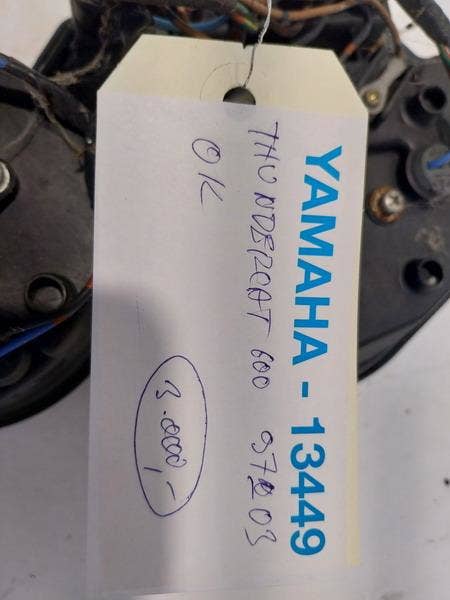 YAMAHA - 13449
THUNDERCAT 600 97 03
OK
3.000,-